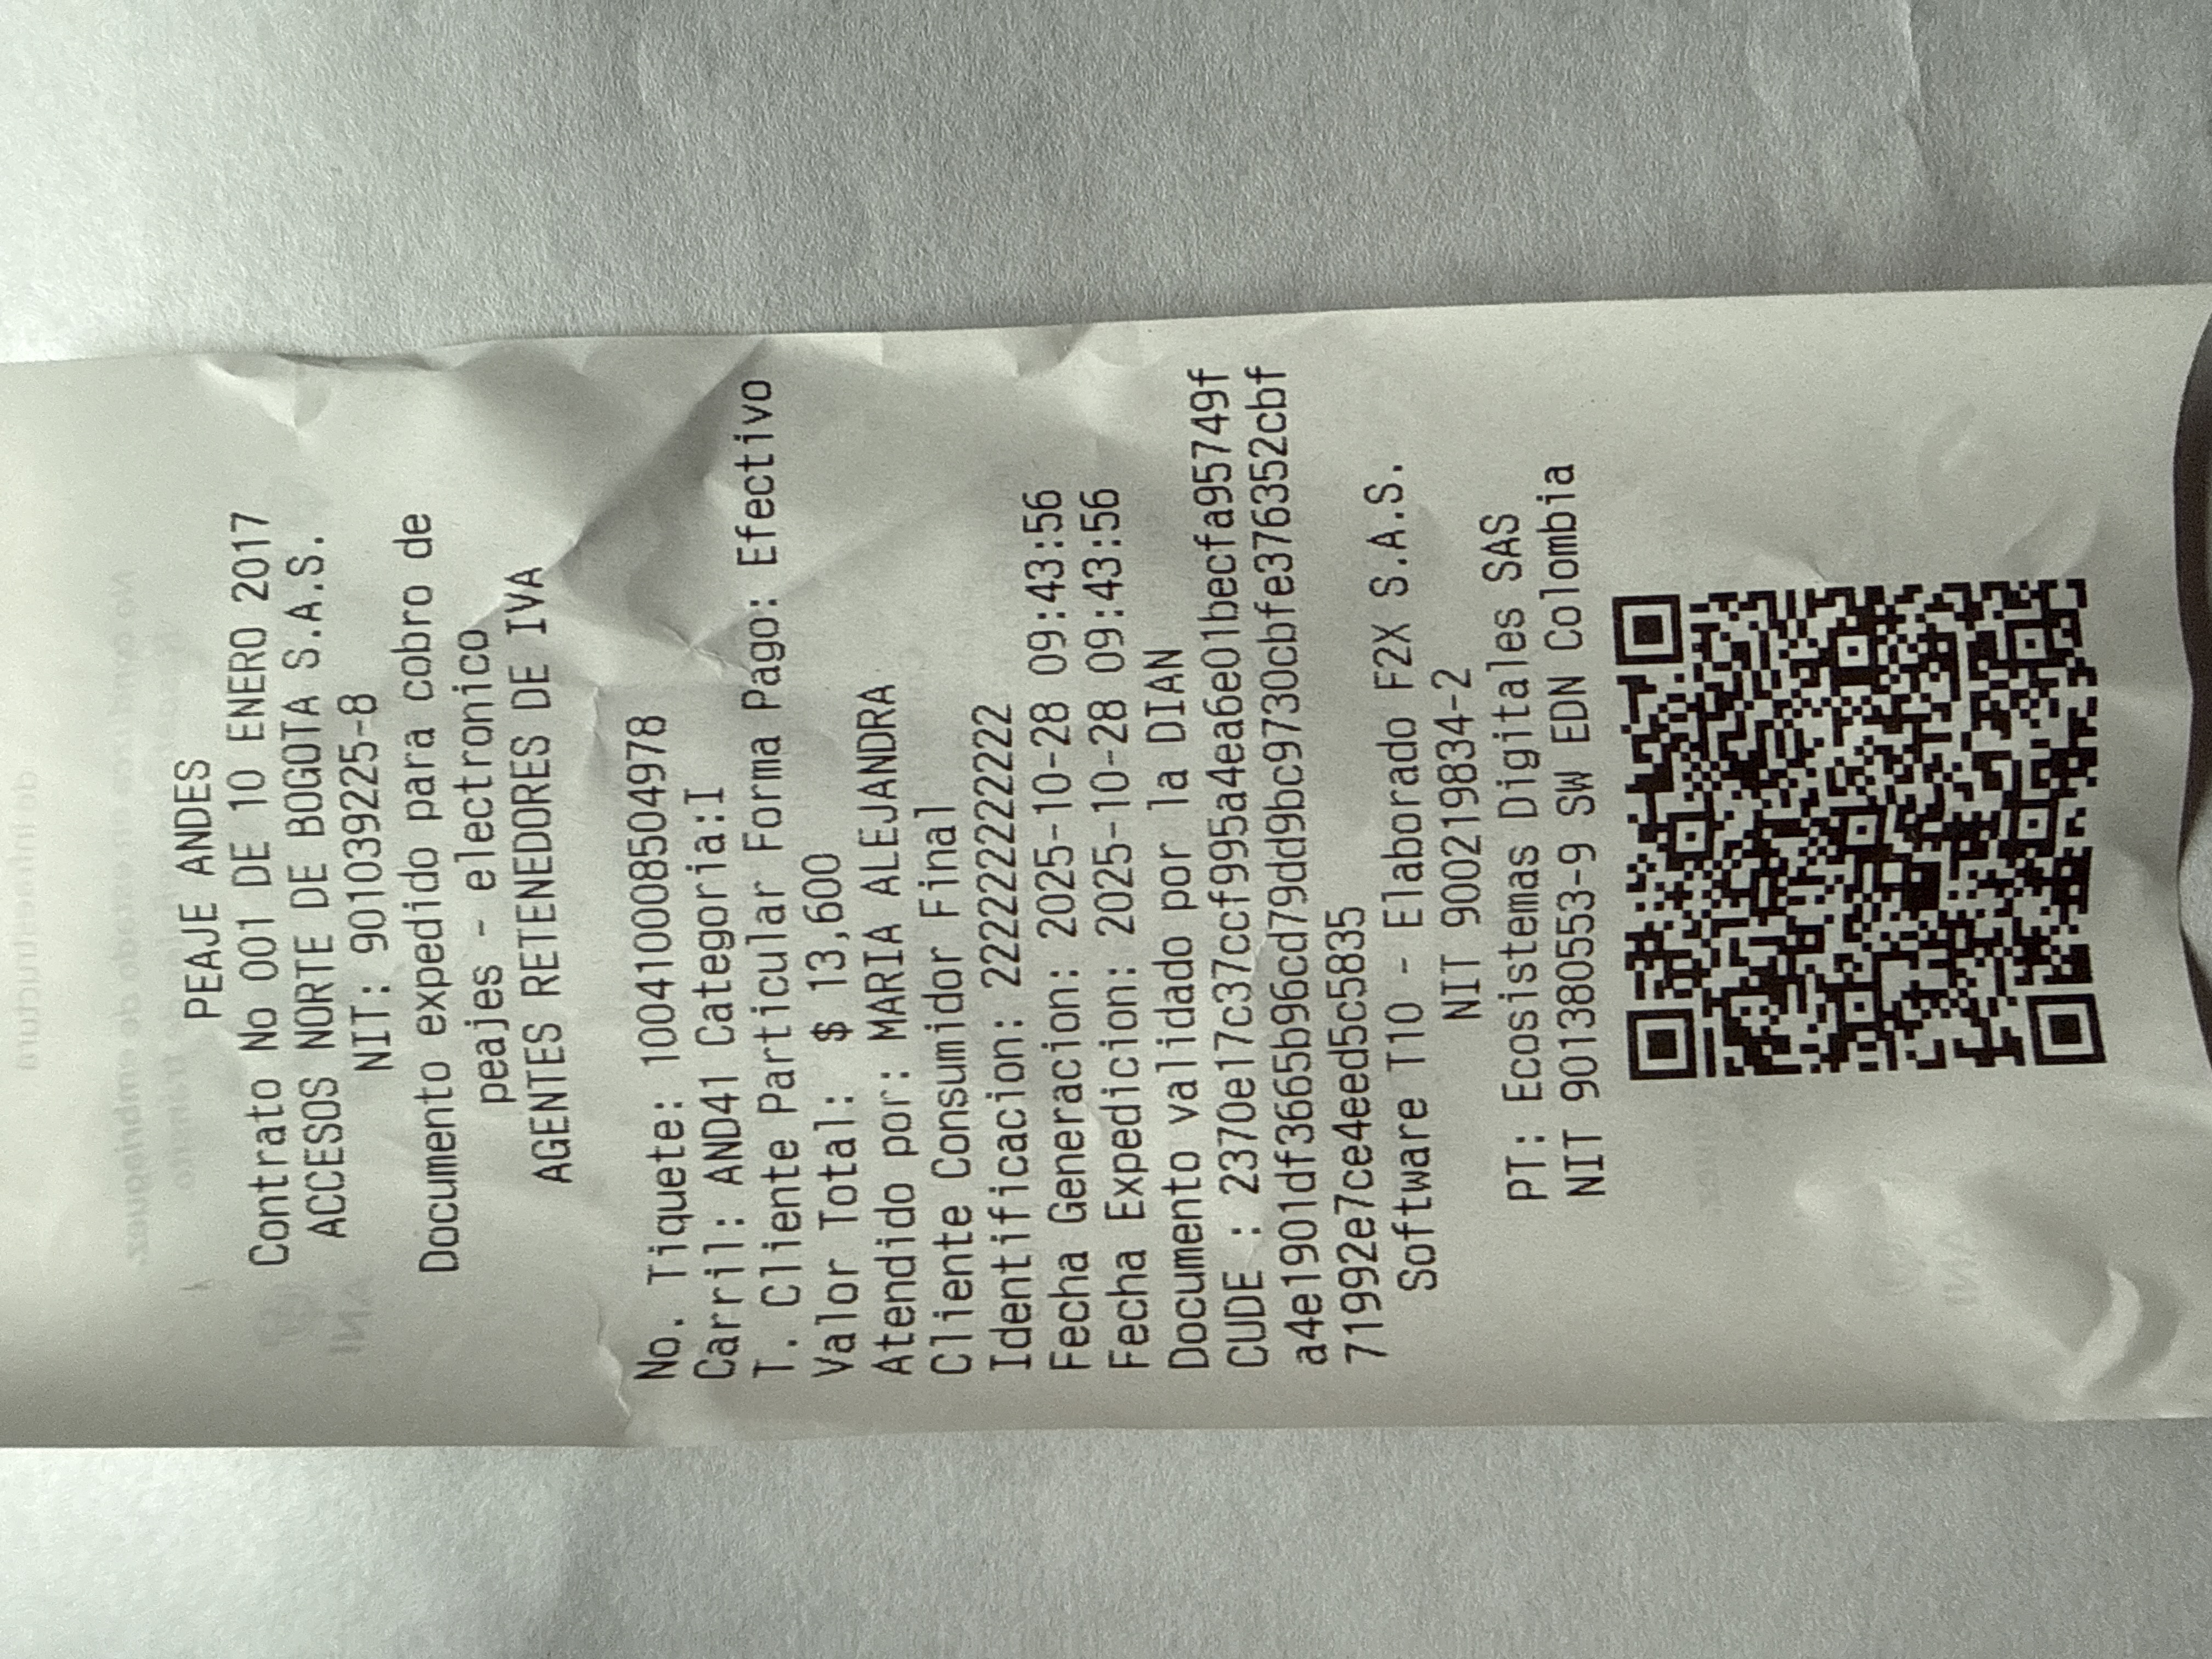 PEAJE ANDES
Contrato No 001 DE 10 ENERO 2017
ACCESOS NORTE DE BOGOTA S.A.S.
NIT: 901039225-8
Documento expedido para cobro de
peajes - electronico
AGENTES RETENEDORES DE IVA
No. Tiquete: 100410008504978
Carril: AND41 Categoria:I
T. Cliente Particular Forma Pago: Efectivo
Valor Total: $ 13,600
Atendido por: MARIA ALEJANDRA
Cliente Consumidor Final
Identificacion: 222222222222
Fecha Generacion: 2025-10-28 09:43:56
Fecha Expedicion: 2025-10-28 09:43:56
Documento validado por la DIAN
CUDE : 2370e17c37ccf995a4ea6e01becfa95749f
a4e1901df3665b96cd79dd9bc9730cbfe376352cbf
71992e7ce4eed5c5835
Software T10 - Elaborado F2X S.A.S.
NIT 900219834-2
PT: Ecosistemas Digitales SAS
NIT 901380553-9 SW EDN Colombia